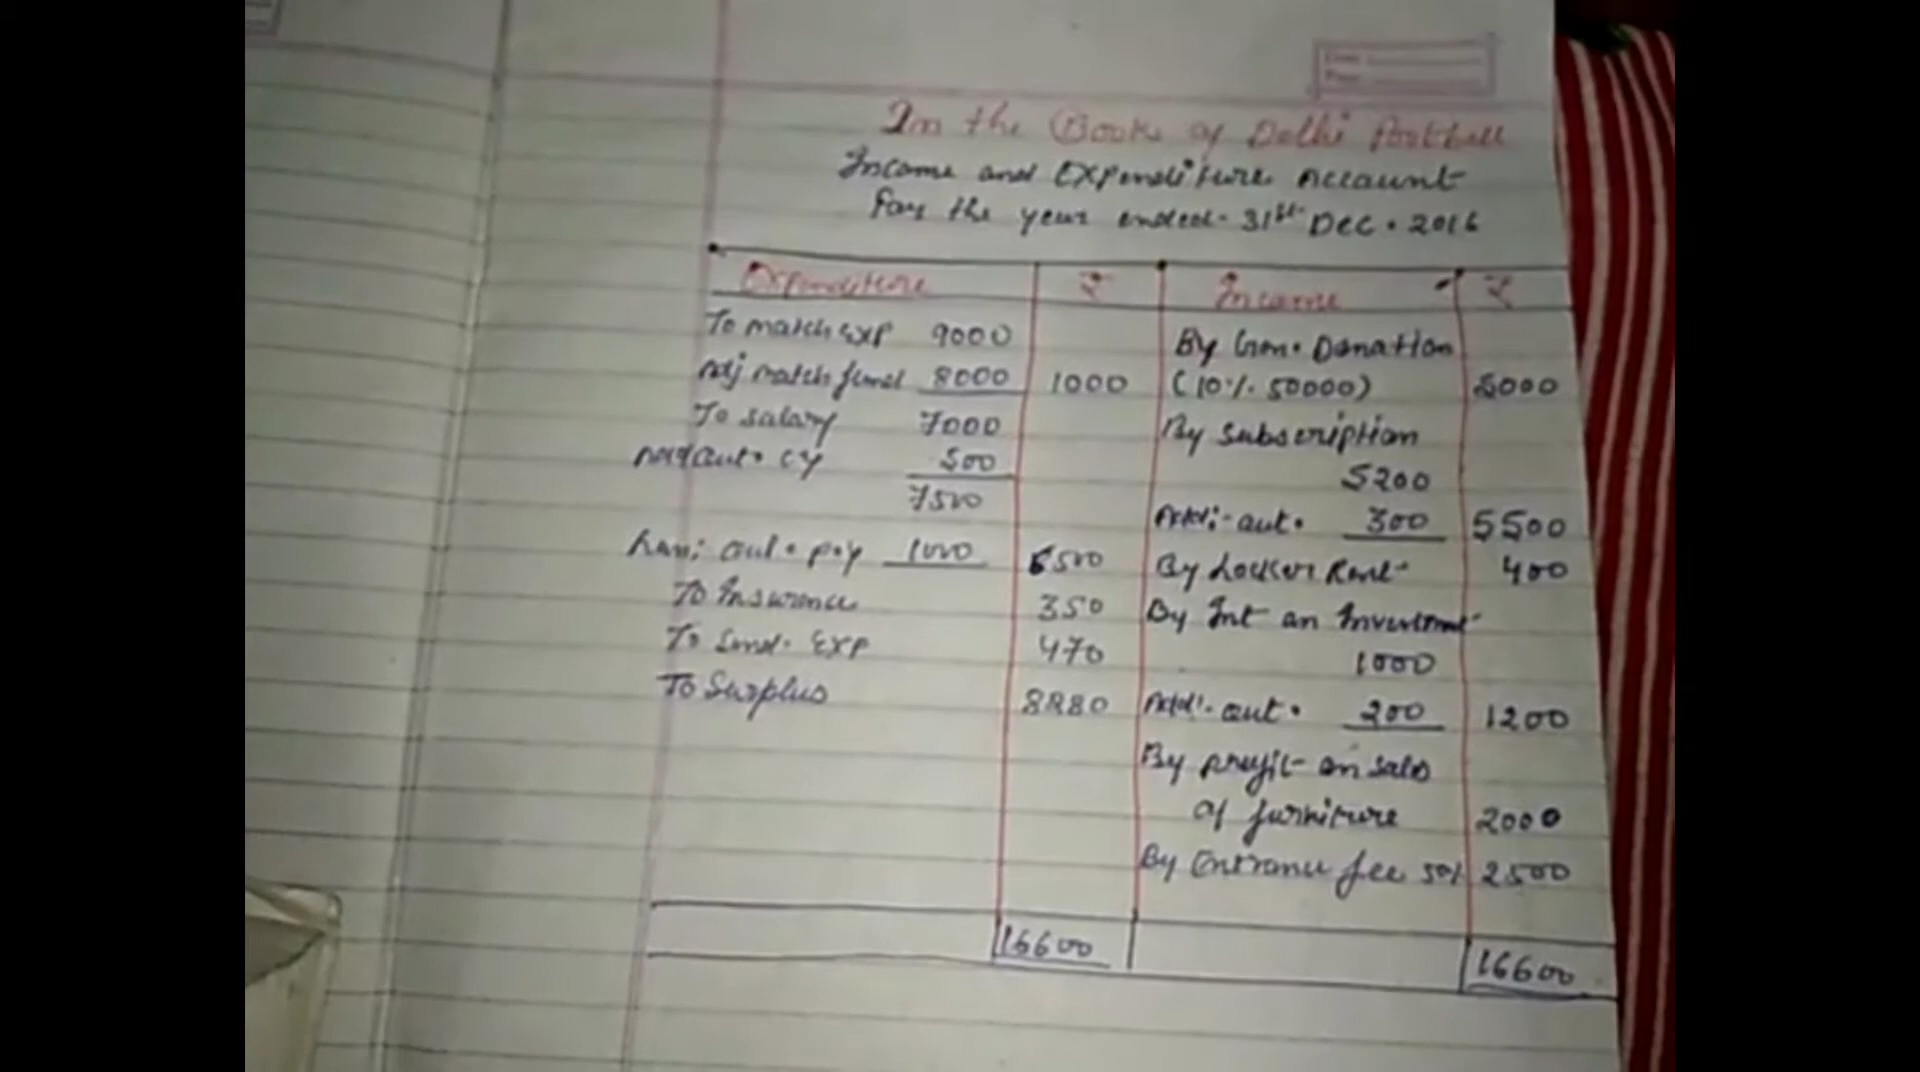 In the Books of Delhi Football
Income and Expenditure Account
for the year ended. 31st Dec. 2016
Expenditure ₹ Income ₹
To match exp 9000 By Gen. Donation
Adj match fund 8000 1000 (10% 50000) 5000
To salary 7000 By Subscription
Add out. cy 500 5200
7500 Add:- out. 300 5500
Less: out. py 1000 6500 By Locker Rent 400
To Insurance 350 By Int on Investment
To Sund. Exp 470 1000
To Surplus 8280 Add:- out. 200 1200
By profit on sale
of furniture 2000
By Entrance fee 50% 2500
16600 16600